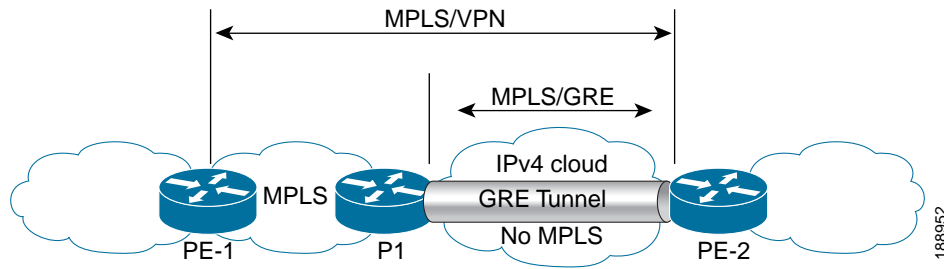 MPLS/VPN
MPLS/GRE
IPv4 cloud
MPLS
GRE Tunnel
No MPLS
PE-1
P1
PE-2
188952